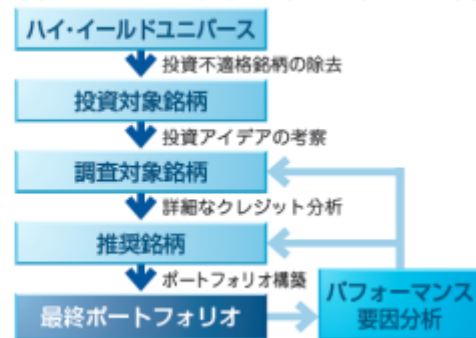 ハイ・イールドユニバース
投資不適格銘柄の除去
投資対象銘柄
投資アイデアの考察
調査対象銘柄
詳細なクレジット分析
推奨銘柄
ポートフォリオ構築
最終ポートフォリオ
パフォーマンス
要因分析